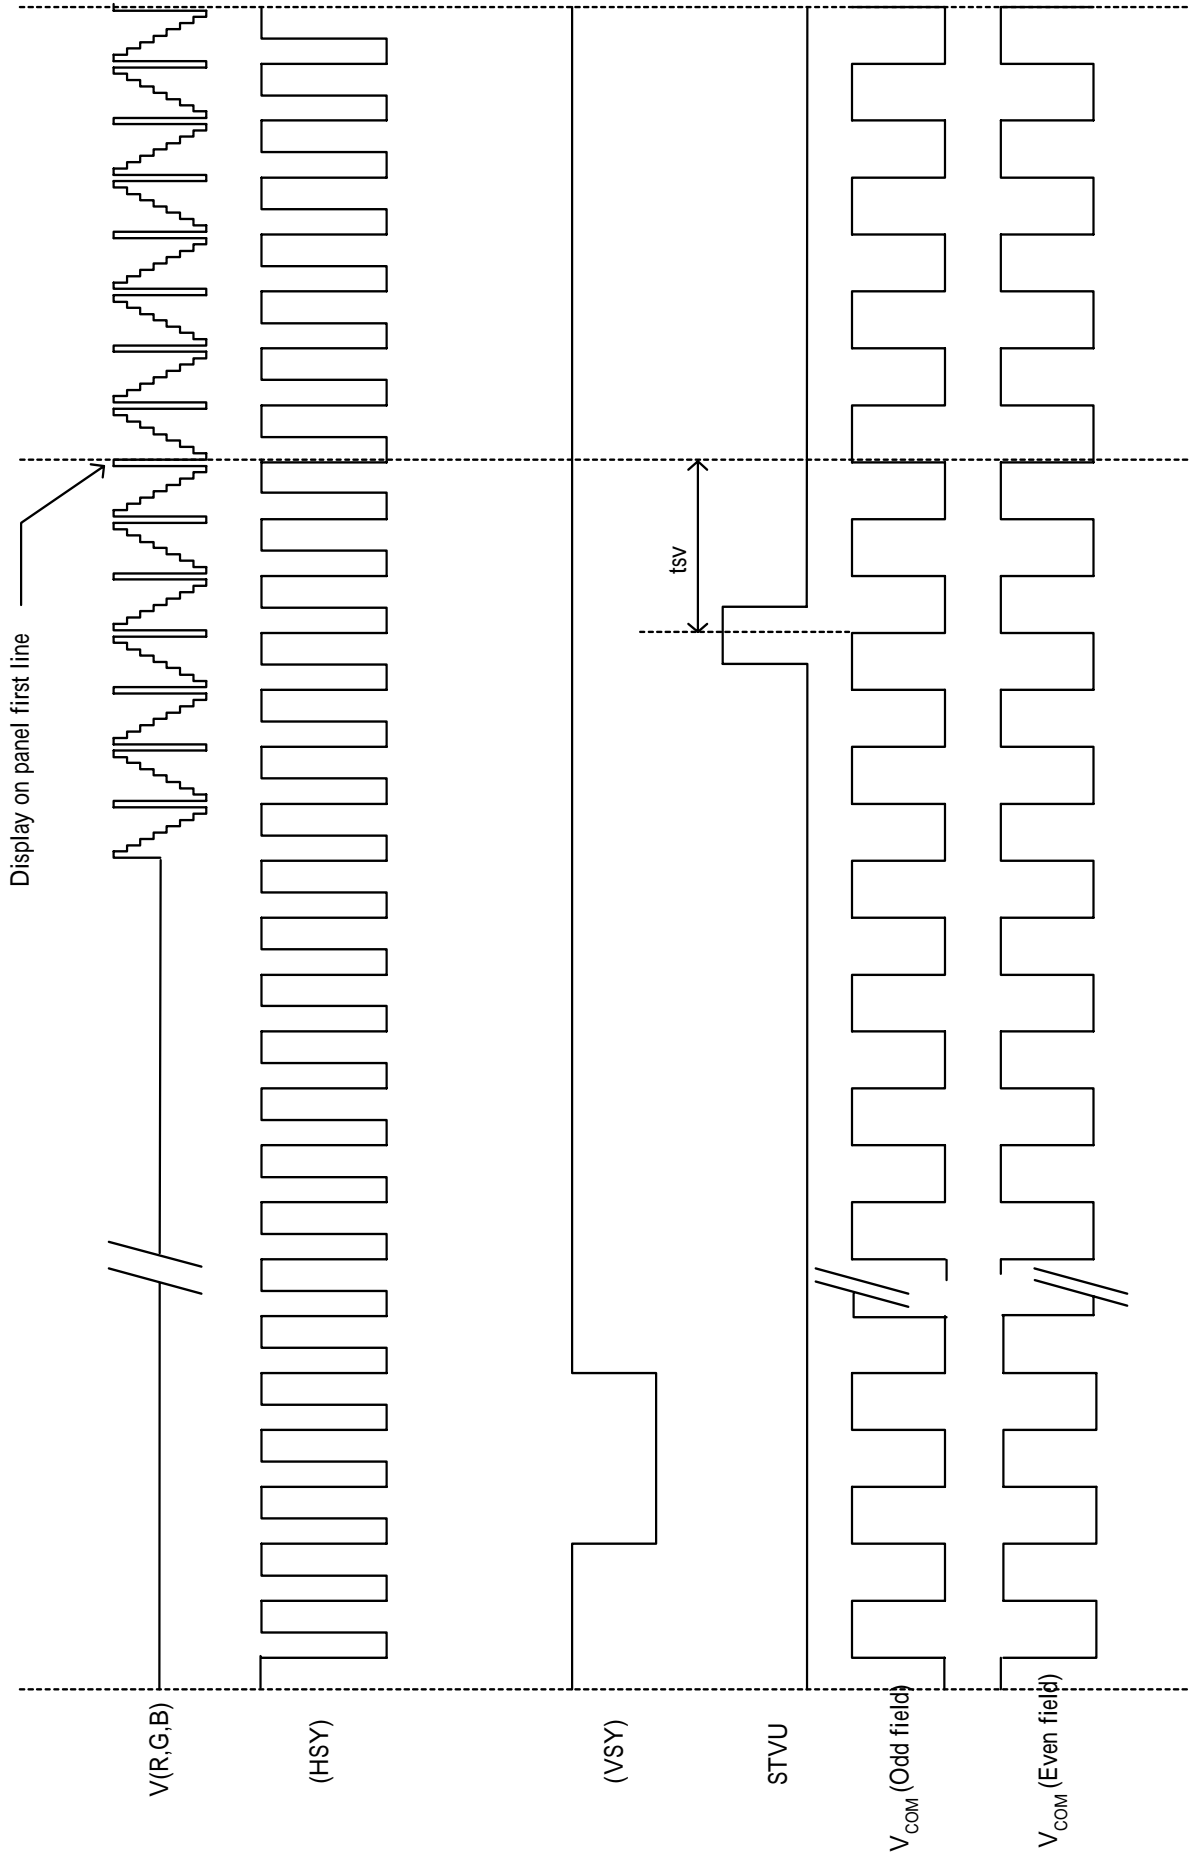 Display on panel first line
V(R,G,B)
(HSY)
(VSY)
tsv
STVU
VCOM (Odd field)
VCOM (Even field)